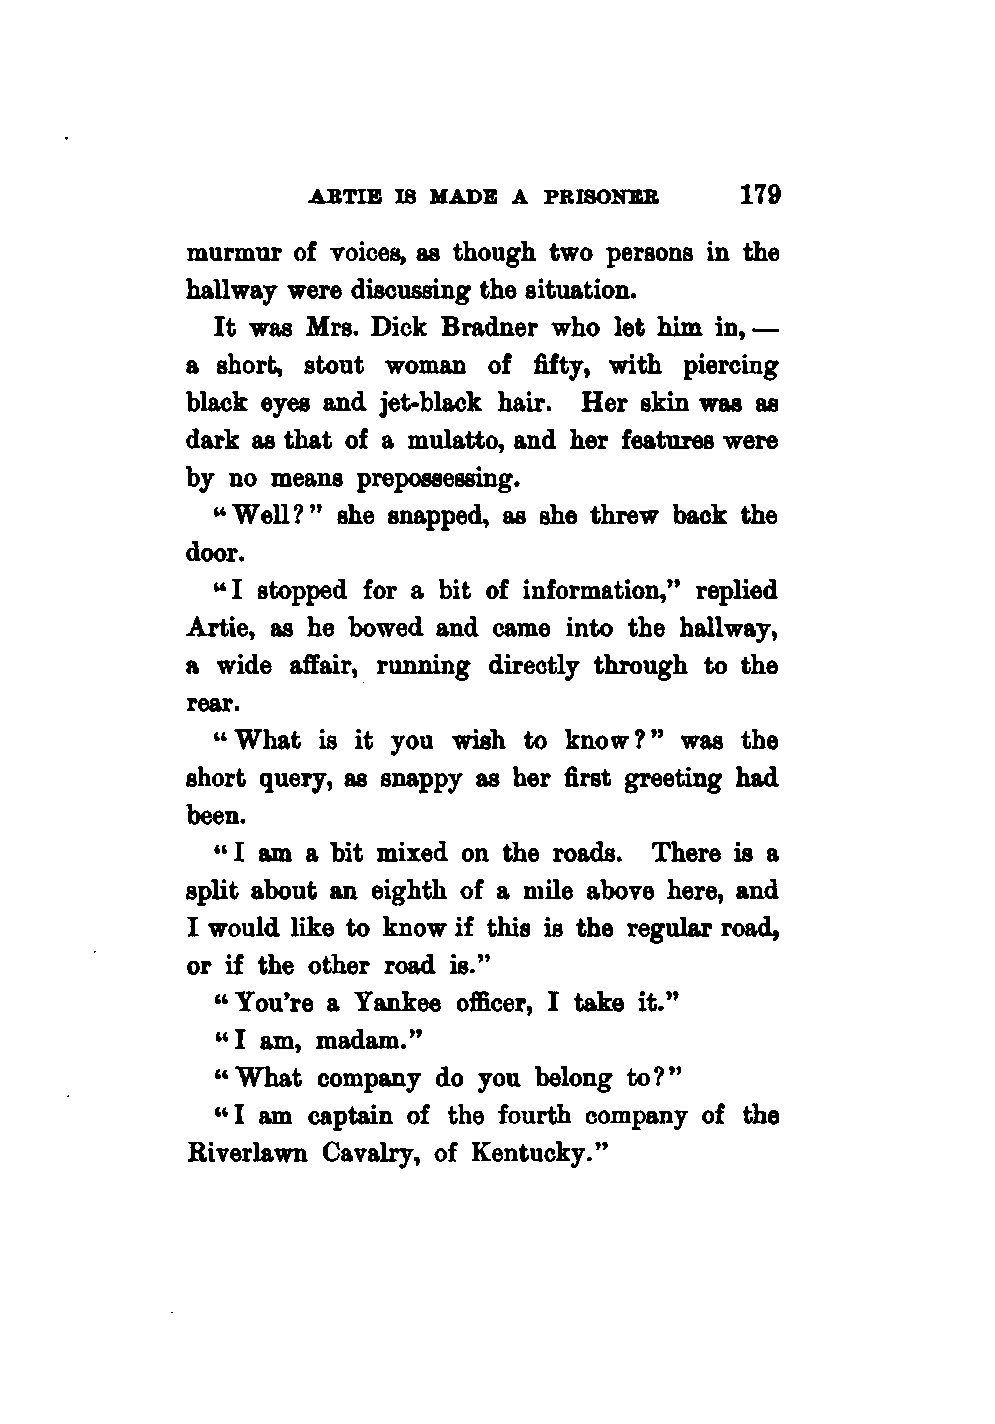 ARTIE IS MADE A PRISONER 179
murmur of voices, as though two persons in the
hallway were discussing the situation.
It was Mrs. Dick Bradner who let him in, —
a short, stout woman of fifty, with piercing
black eyes and jet-black hair. Her skin was as
dark as that of a mulatto, and her features were
by no means prepossessing.
“Well?” she snapped, as she threw back the
door.
“I stopped for a bit of information,” replied
Artie, as he bowed and came into the hallway,
a wide affair, running directly through to the
rear.
“What is it you wish to know?” was the
short query, as snappy as her first greeting had
been.
“I am a bit mixed on the roads. There is a
split about an eighth of a mile above here, and
I would like to know if this is the regular road,
or if the other road is.”
“You're a Yankee officer, I take it.”
“I am, madam.”
“What company do you belong to?”
“I am captain of the fourth company of the
Riverlawn Cavalry, of Kentucky.”